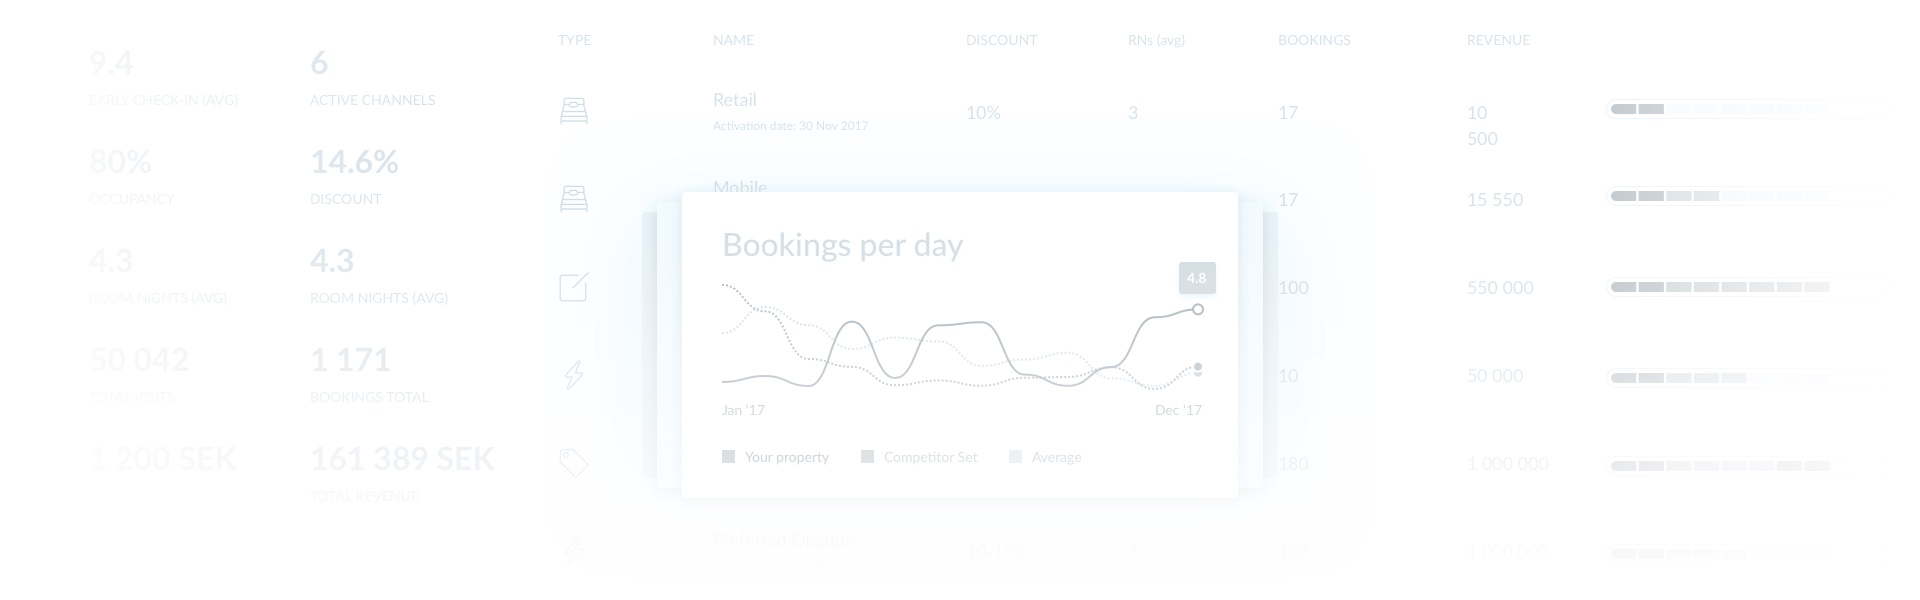 9.4
EARLY CHECK-IN (AVG)
6
ACTIVE CHANNELS
80%
OCCUPANCY
14.6%
DISCOUNT
4.3
ROOM NIGHTS (AVG)
4.3
ROOM NIGHTS (AVG)
50 042
TOTAL VISITS
1 171
BOOKINGS TOTAL
1 200 SEK
161 389 SEK
TOTAL REVENUE
TYPE
NAME
DISCOUNT
RNs (avg)
BOOKINGS
REVENUE
Retail
Activation date: 30 Nov 2017
10%
3
17
10
500
Mobile
17
15 550
100
550 000
10
50 000
180
1 000 000
Preferred Opaque
10-15%
3
180
1 000 000
Bookings per day
4.8
Jan '17
Dec '17
Your property
Competitor Set
Average